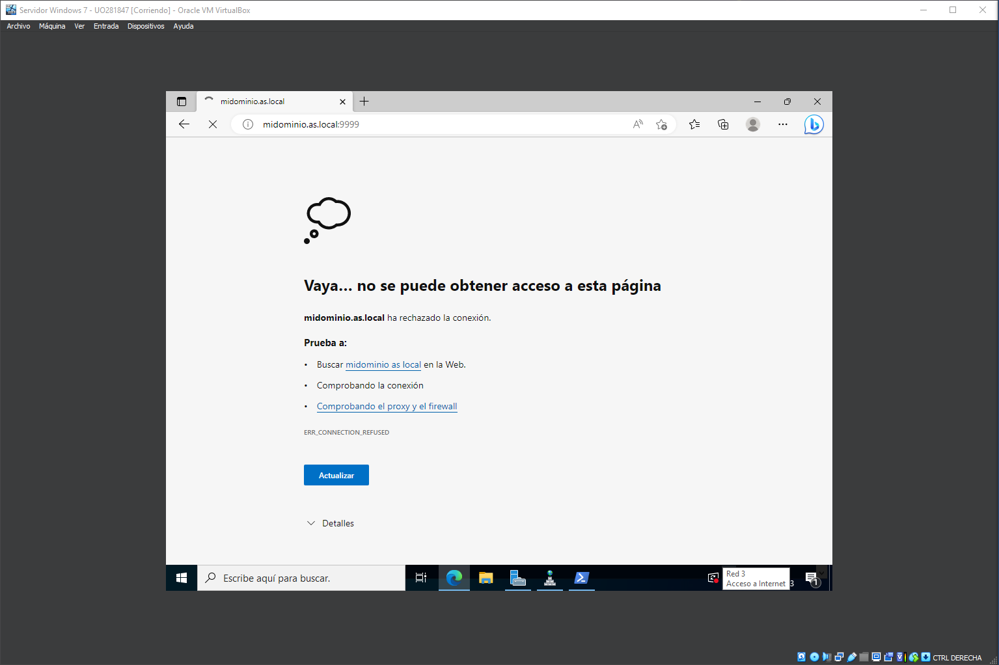 Servidor Windows 7 - UO281847 [Corriendo] - Oracle VM VirtualBox
Archivo Máquina Ver Entrada Dispositivos Ayuda
midominio.as.local
midominio.as.local:9999
Vaya... no se puede obtener acceso a esta página
midominio.as.local ha rechazado la conexión.
Prueba a:
• Buscar midominio as local en la Web.
• Comprobando la conexión
• Comprobando el proxy y el firewall
ERR_CONNECTION_REFUSED
Actualizar
Detalles
Escribe aquí para buscar.
Red 3
Acceso a Internet
3
1
CTRL DERECHA